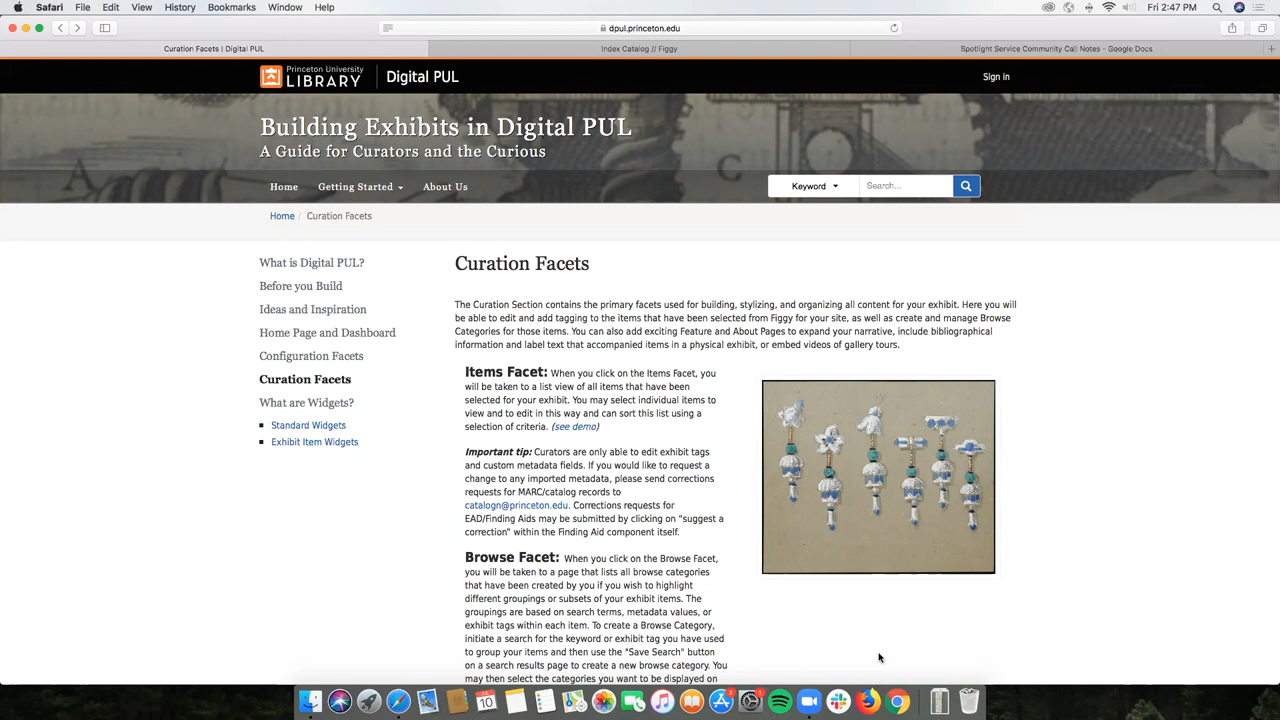 Safari File Edit View History Bookmarks Window Help Fri 2:47 PM
dpul.princeton.edu
Curation Facets | Digital PUL Index Catalog // Figgy Spotlight Service Community Call Notes - Google Docs
Princeton University
LIBRARY Digital PUL Sign in
Building Exhibits in Digital PUL
A Guide for Curators and the Curious
Home Getting Started About Us Keyword Search...
Home / Curation Facets
What is Digital PUL?
Before you Build
Ideas and Inspiration
Home Page and Dashboard
Configuration Facets
Curation Facets
What are Widgets?
Standard Widgets
Exhibit Item Widgets
Curation Facets
The Curation Section contains the primary facets used for building, stylizing, and organizing all content for your exhibit. Here you will
be able to edit and add tagging to the items that have been selected from Figgy for your site, as well as create and manage Browse
Categories for those items. You can also add exciting Feature and About Pages to expand your narrative, include bibliographical
information and label text that accompanied items in a physical exhibit, or embed videos of gallery tours.
Items Facet: When you click on the Items Facet, you
will be taken to a list view of all items that have been
selected for your exhibit. You may select individual items to
view and to edit in this way and can sort this list using a
selection of criteria. (see demo)
Important tip: Curators are only able to edit exhibit tags
and custom metadata fields. If you would like to request a
change to any imported metadata, please send corrections
requests for MARC/catalog records to
catalogn@princeton.edu. Corrections requests for
EAD/Finding Aids may be submitted by clicking on "suggest a
correction" within the Finding Aid component itself.
Browse Facet: When you click on the Browse Facet,
you will be taken to a page that lists all browse categories
that have been created by you if you wish to highlight
different groupings or subsets of your exhibit items. The
groupings are based on search terms, metadata values, or
exhibit tags within each item. To create a Browse Category,
initiate a search for the keyword or exhibit tag you have used
to group your items and then use the "Save Search" button
on a search results page to create a new browse category. You
may then select the categories you want to be displayed on
10
2
1